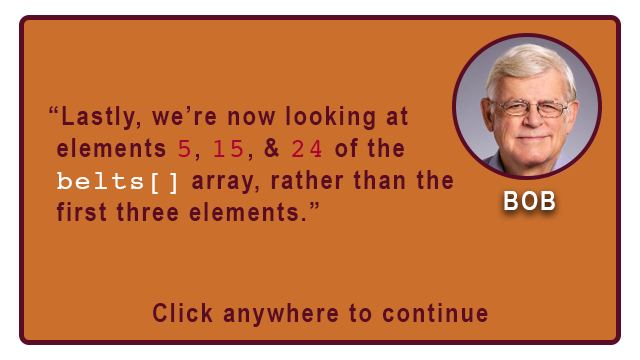 “Lastly, we’re now looking at
elements 5, 15, & 24 of the
belts[] array, rather than the
first three elements.”
BOB
Click anywhere to continue